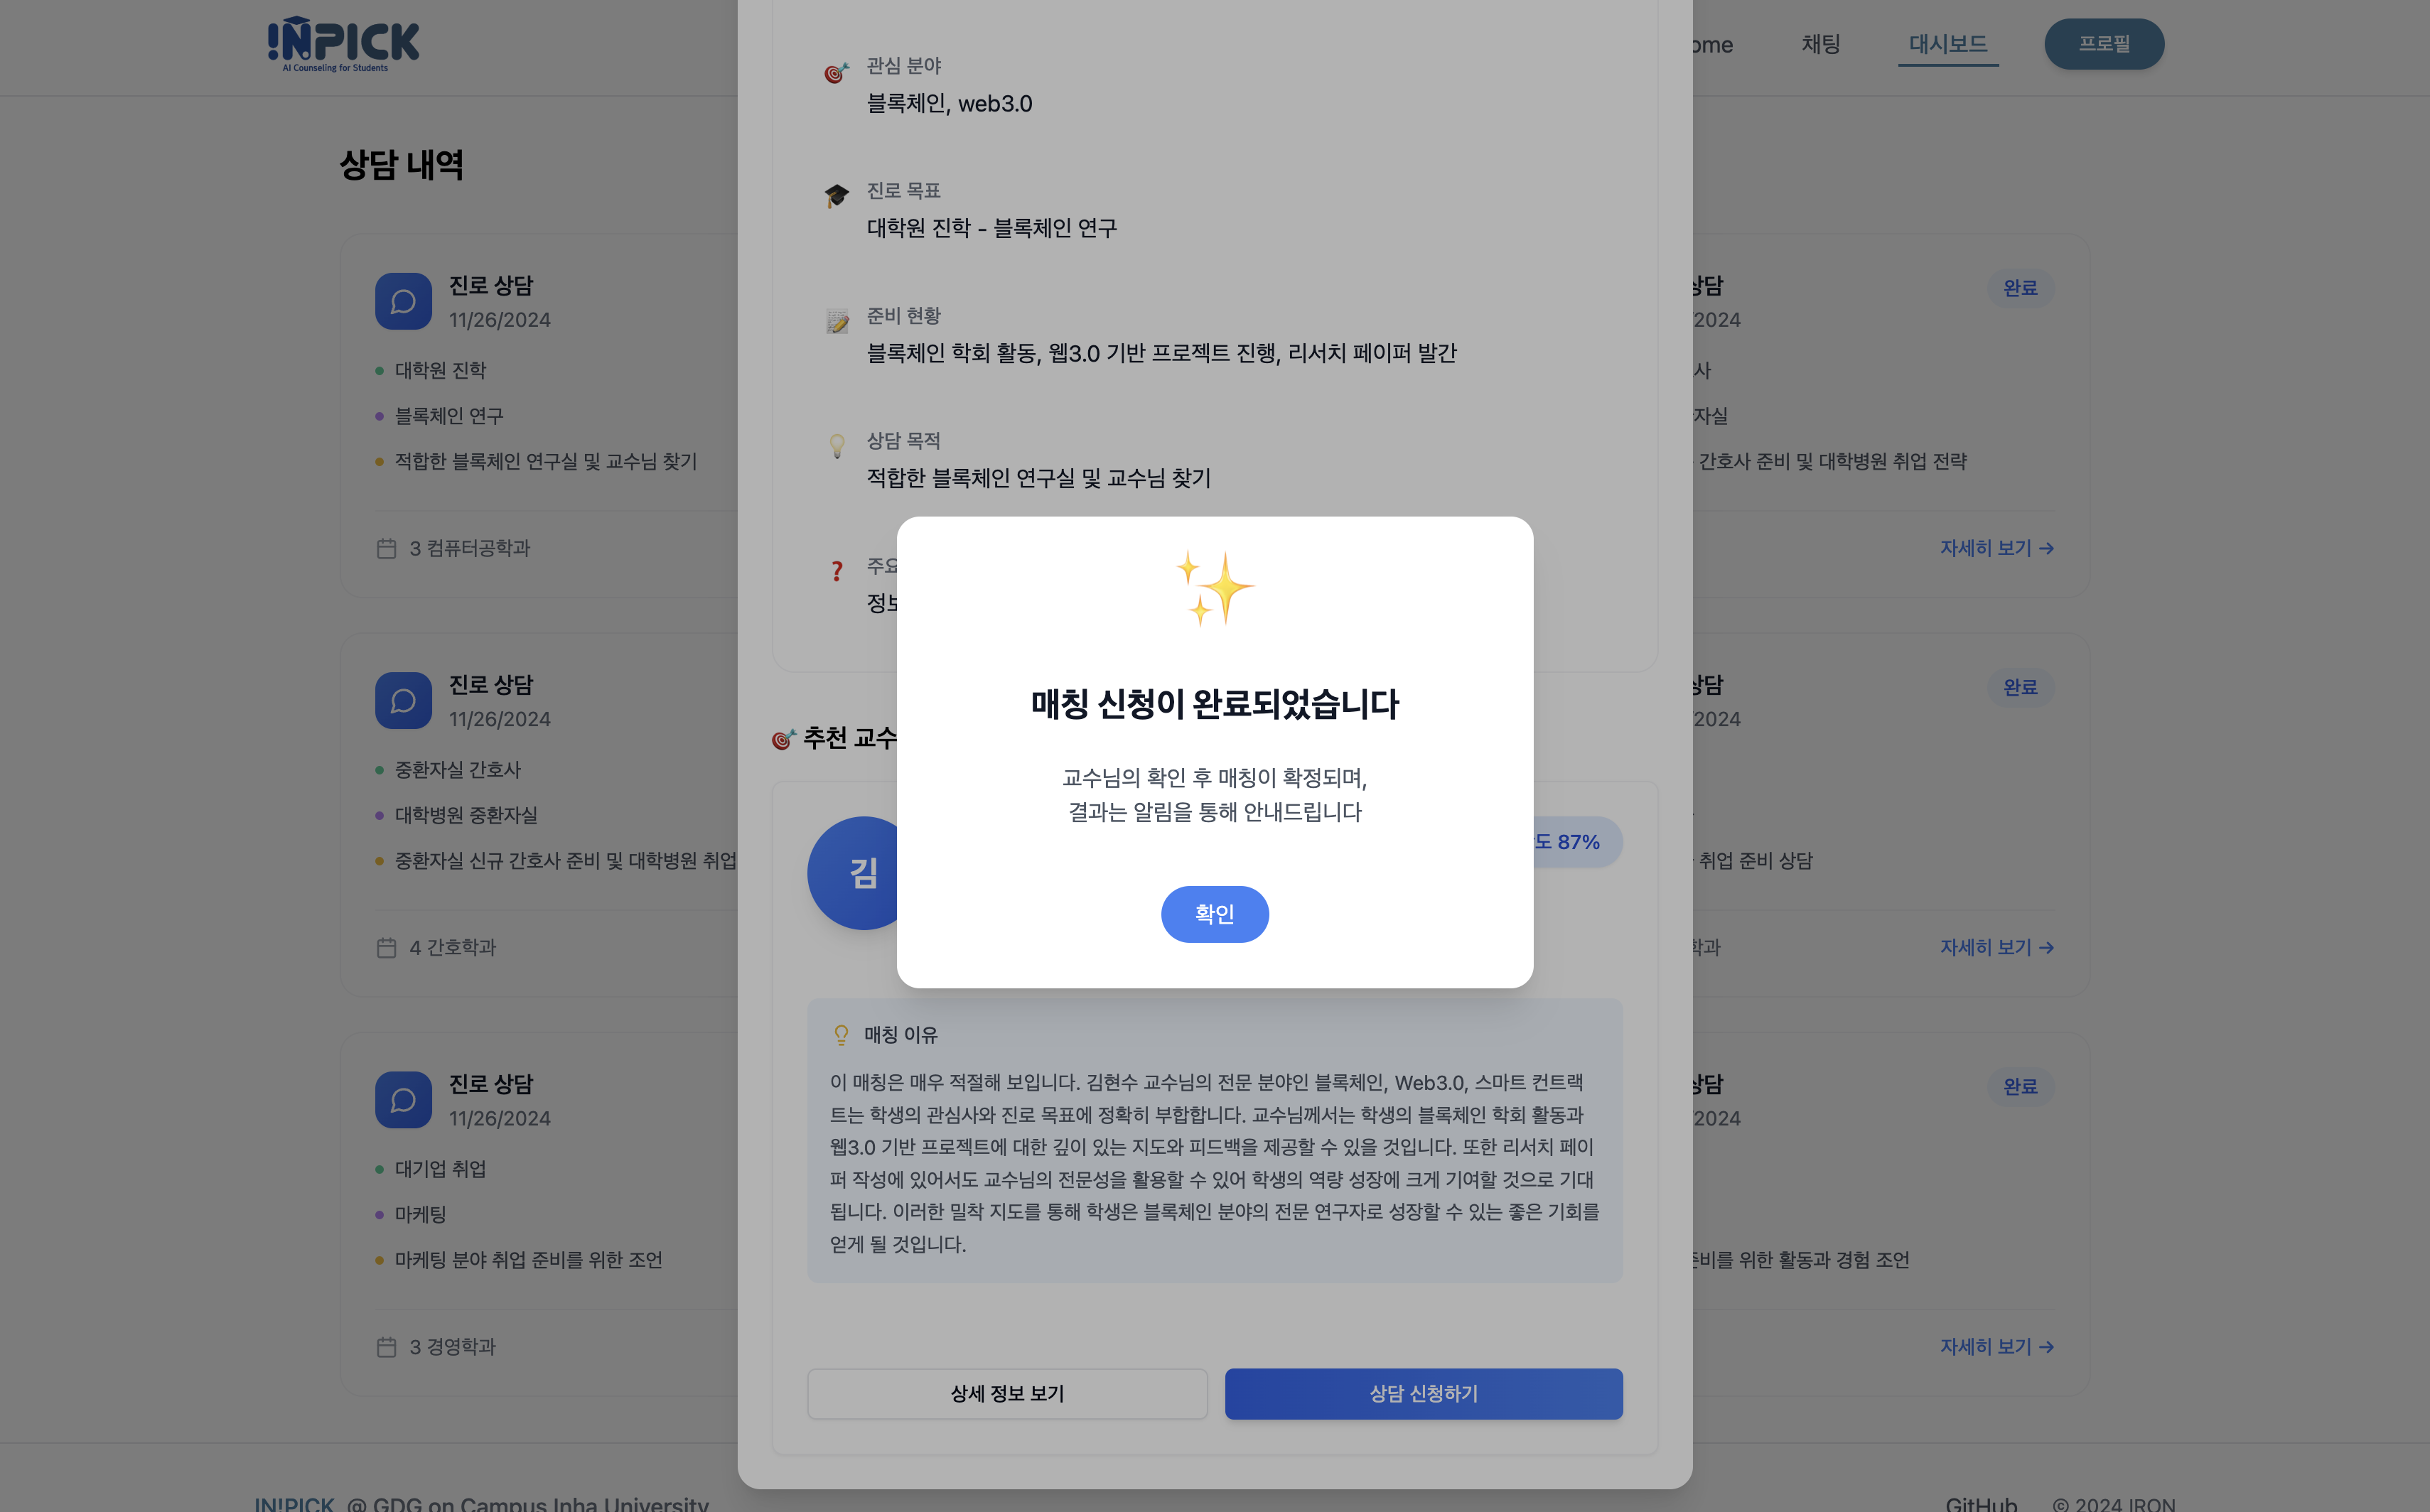 IN!PICK
AI Counseling for Students
채팅
대시보드
프로필
상담 내역
진로 상담
11/26/2024
대학원 진학
블록체인 연구
적합한 블록체인 연구실 및 교수님 찾기
3 컴퓨터공학과
진로 상담
11/26/2024
중환자실 간호사
대학병원 중환자실
중환자실 신규 간호사 준비 및 대학병원 취업
4 간호학과
진로 상담
11/26/2024
대기업 취업
마케팅
마케팅 분야 취업 준비를 위한 조언
3 경영학과
관심 분야
블록체인, web3.0
진로 목표
대학원 진학 - 블록체인 연구
준비 현황
블록체인 학회 활동, 웹3.0 기반 프로젝트 진행, 리서치 페이퍼 발간
상담 목적
적합한 블록체인 연구실 및 교수님 찾기
주요
정보
매칭 신청이 완료되었습니다
교수님의 확인 후 매칭이 확정되며,
결과는 알림을 통해 안내드립니다
확인
추천 교수
김
도 87%
매칭 이유
이 매칭은 매우 적절해 보입니다. 김현수 교수님의 전문 분야인 블록체인, Web3.0, 스마트 컨트랙
트는 학생의 관심사와 진로 목표에 정확히 부합합니다. 교수님께서는 학생의 블록체인 학회 활동과
웹3.0 기반 프로젝트에 대한 깊이 있는 지도와 피드백을 제공할 수 있을 것입니다. 또한 리서치 페이
퍼 작성에 있어서도 교수님의 전문성을 활용할 수 있어 학생의 역량 성장에 크게 기여할 것으로 기대
됩니다. 이러한 밀착 지도를 통해 학생은 블록체인 분야의 전문 연구자로 성장할 수 있는 좋은 기회를
얻게 될 것입니다.
상세 정보 보기
상담 신청하기
상담
완료
/2024
간호사 준비 및 대학병원 취업 전략
자세히 보기 →
상담
완료
/2024
취업 준비 상담
학과
자세히 보기 →
상담
완료
/2024
준비를 위한 활동과 경험 조언
자세히 보기 →
IN!PICK @ GDG on Campus Inha University
GitHub
© 2024 IRON